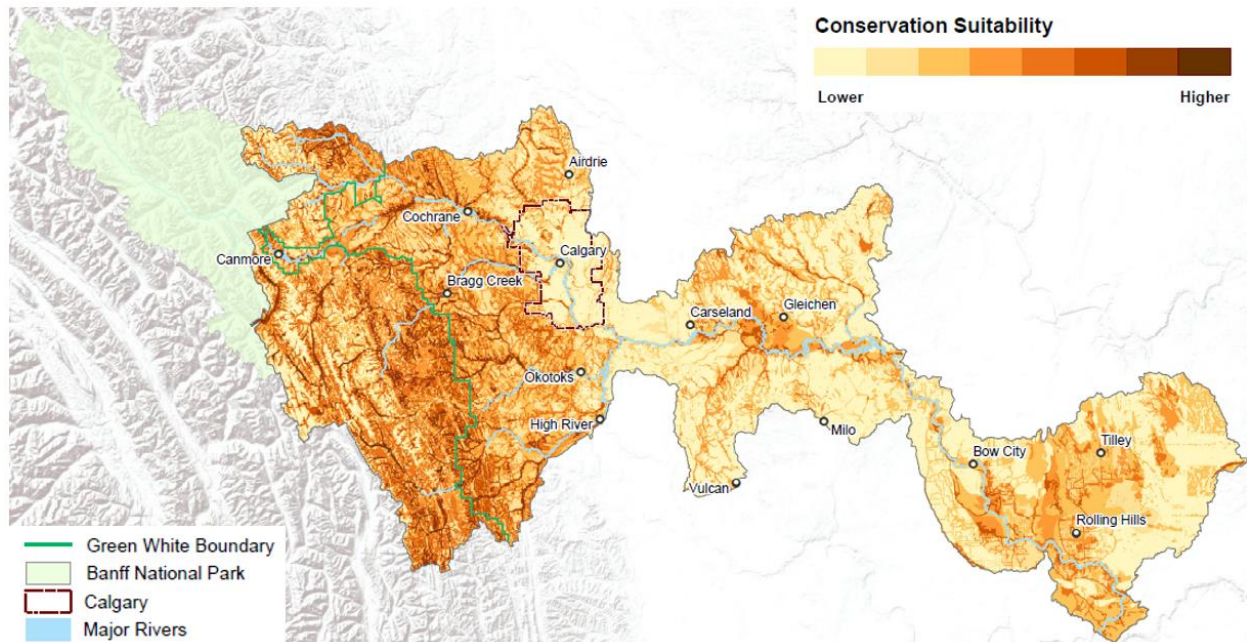 Conservation Suitability
Lower
Higher
Airdrie
Cochrane
Calgary
Canmore
Bragg Creek
Gleichen
Carseland
Okotoks
High River
Milo
Tilley
Bow City
Vulcan
Rolling Hills
Green White Boundary
Banff National Park
Calgary
Major Rivers